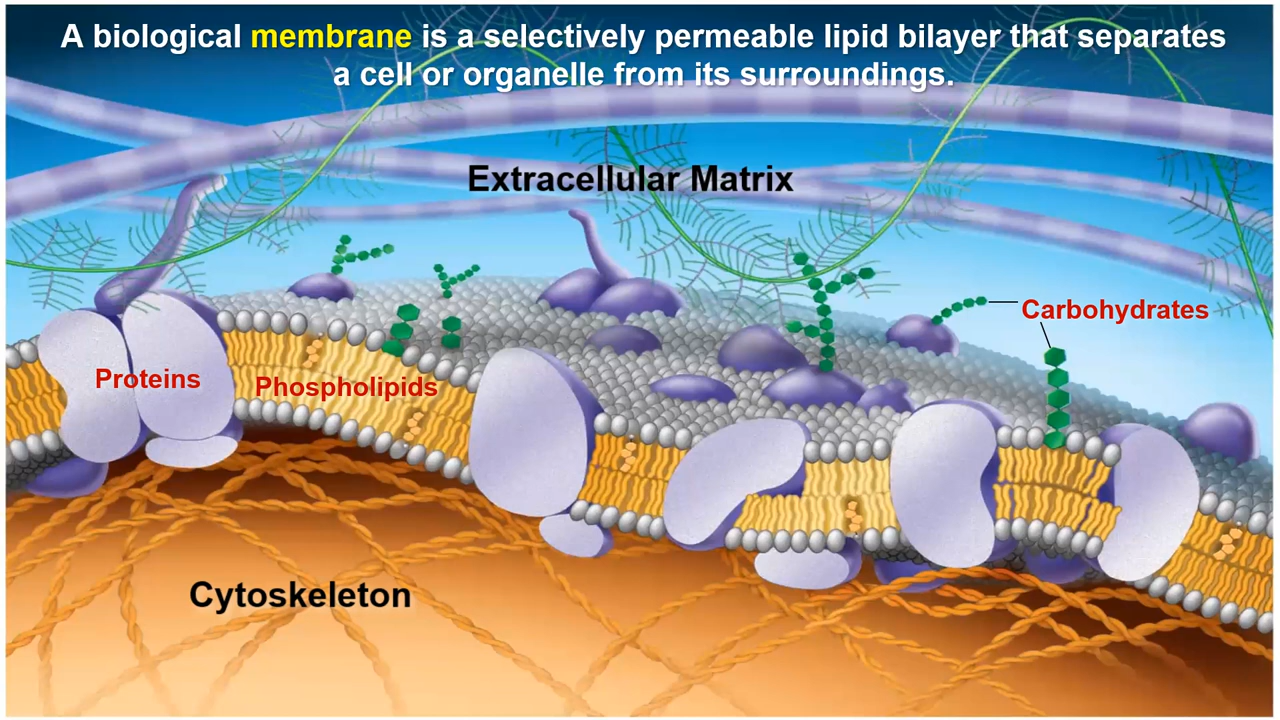 A biological membrane is a selectively permeable lipid bilayer that separates
a cell or organelle from its surroundings.
Extracellular Matrix
Carbohydrates
Proteins
Phospholipids
Cytoskeleton